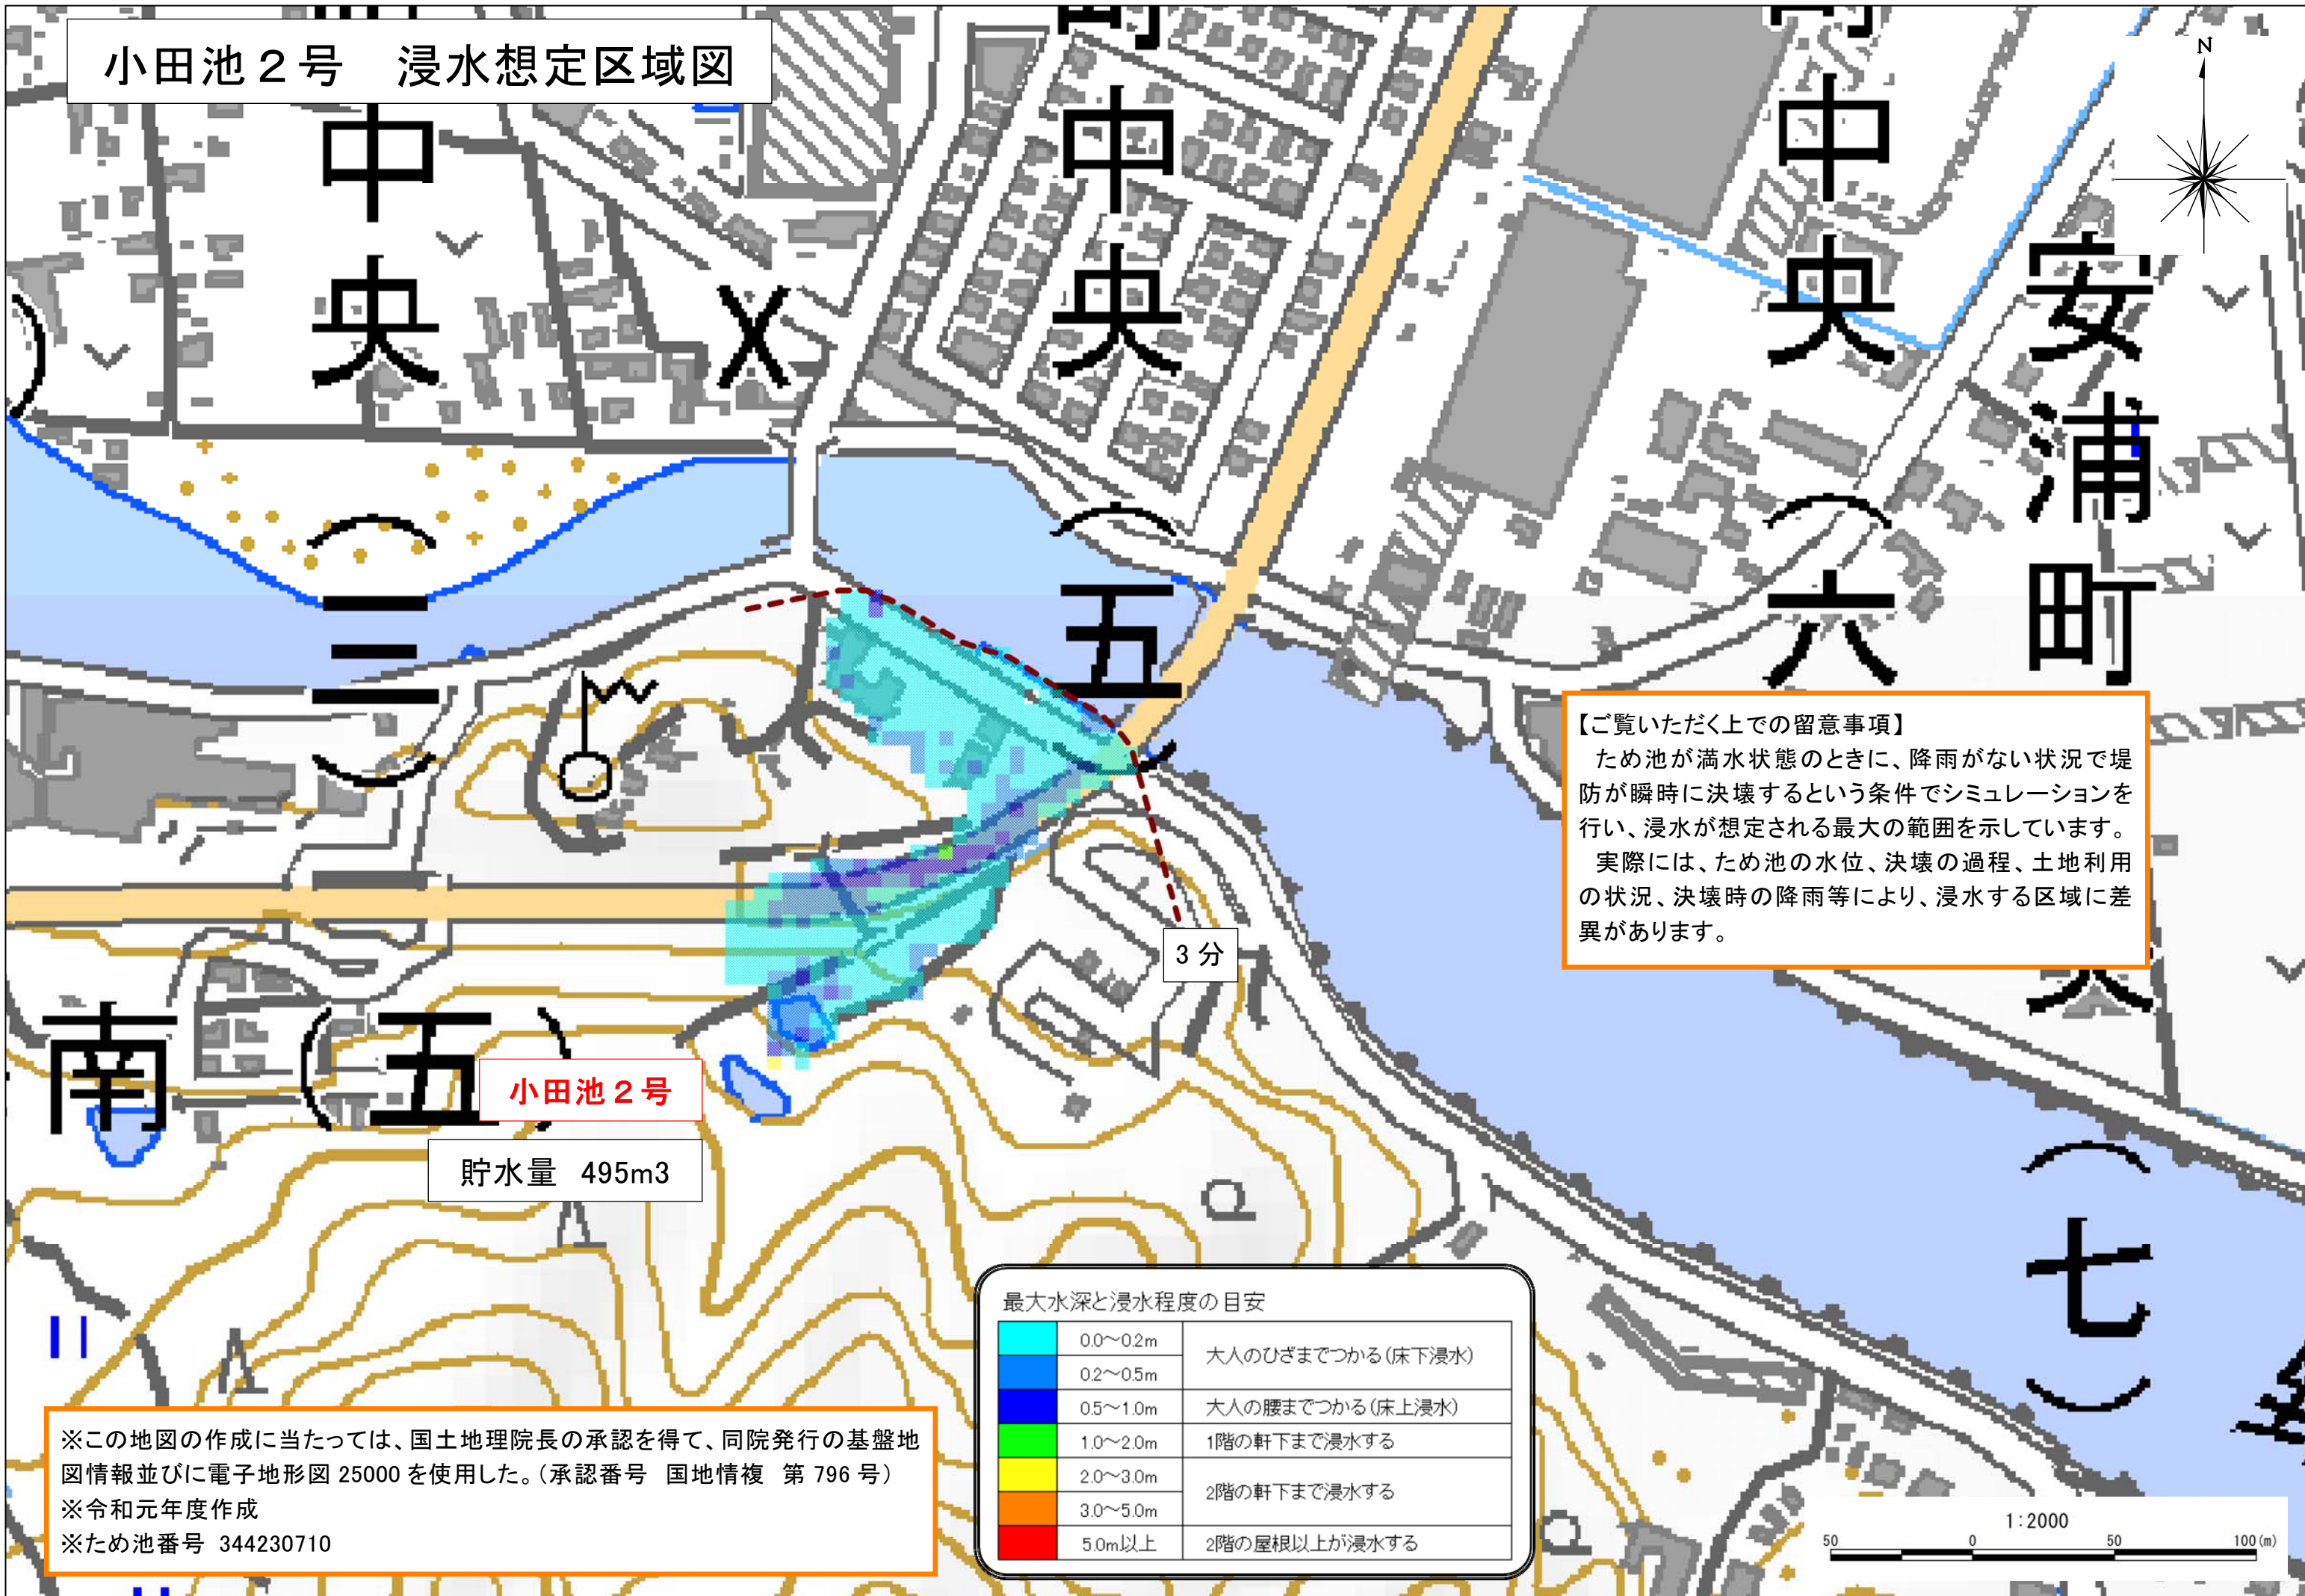 小田池２号　浸水想定区域図
N
中央（三）
中央（五）
中央（六）
安浦町
（七）
南（五）
3 分
小田池２号
貯水量 495m3
【ご覧いただく上での留意事項】
ため池が満水状態のときに、降雨がない状況で堤
防が瞬時に決壊するという条件でシミュレーションを
行い、浸水が想定される最大の範囲を示しています。
実際には、ため池の水位、決壊の過程、土地利用
の状況、決壊時の降雨等により、浸水する区域に差
異があります。
最大水深と浸水程度の目安
0.0～0.2m
大人のひざまでつかる(床下浸水)
0.2～0.5m
0.5～1.0m 大人の腰までつかる(床上浸水)
1.0～2.0m 1階の軒下まで浸水する
2.0～3.0m
2階の軒下まで浸水する
3.0～5.0m
5.0m以上 2階の屋根以上が浸水する
※この地図の作成に当たっては、国土地理院長の承認を得て、同院発行の基盤地
図情報並びに電子地形図 25000 を使用した。（承認番号 国地情複 第 796 号）
※令和元年度作成
※ため池番号 344230710
1:2000
50 0 50 100(m)